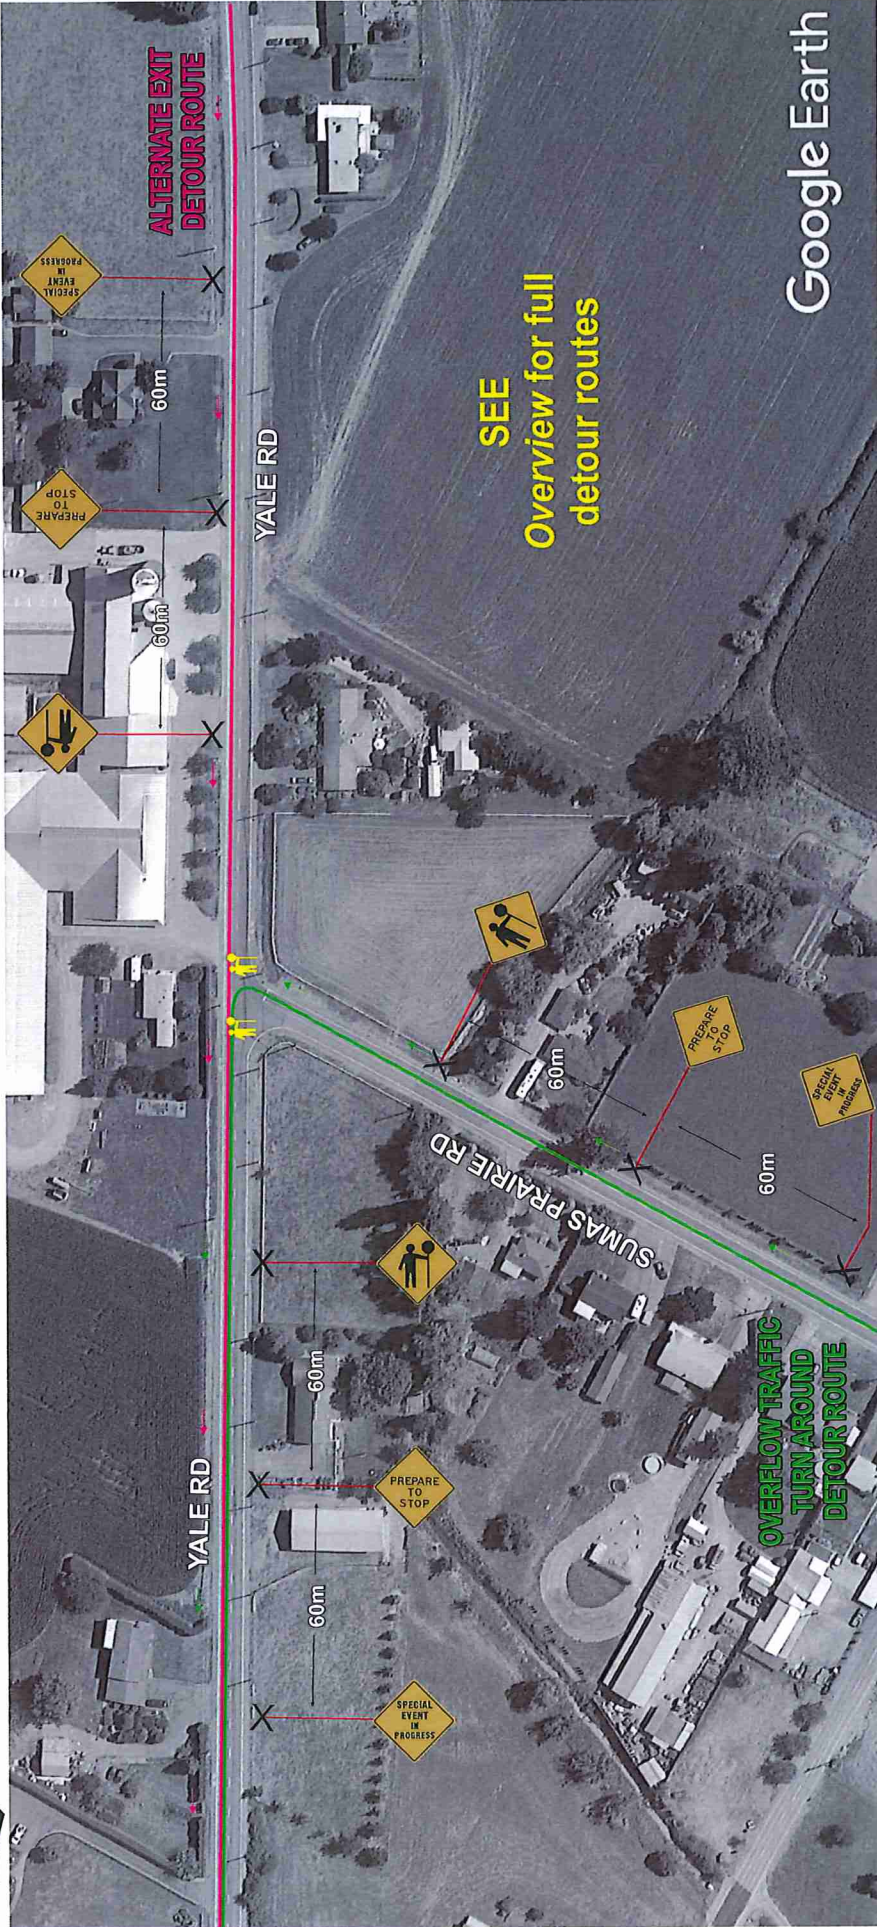 ALTERNATE EXIT
DETOUR ROUTE
SPECIAL
EVENT
IN
PROGRESS
60m
PREPARE
TO
STOP
60m
YALE RD
SEE
Overview for full
detour routes
Google Earth
60m
PREPARE
TO
STOP
60m
SPECIAL
EVENT
IN
PROGRESS
SUMAS PRAIRIE RD
60m
PREPARE
TO
STOP
60m
SPECIAL
EVENT
IN
PROGRESS
YALE RD
OVERFLOW TRAFFIC
TURN AROUND
DETOUR ROUTE